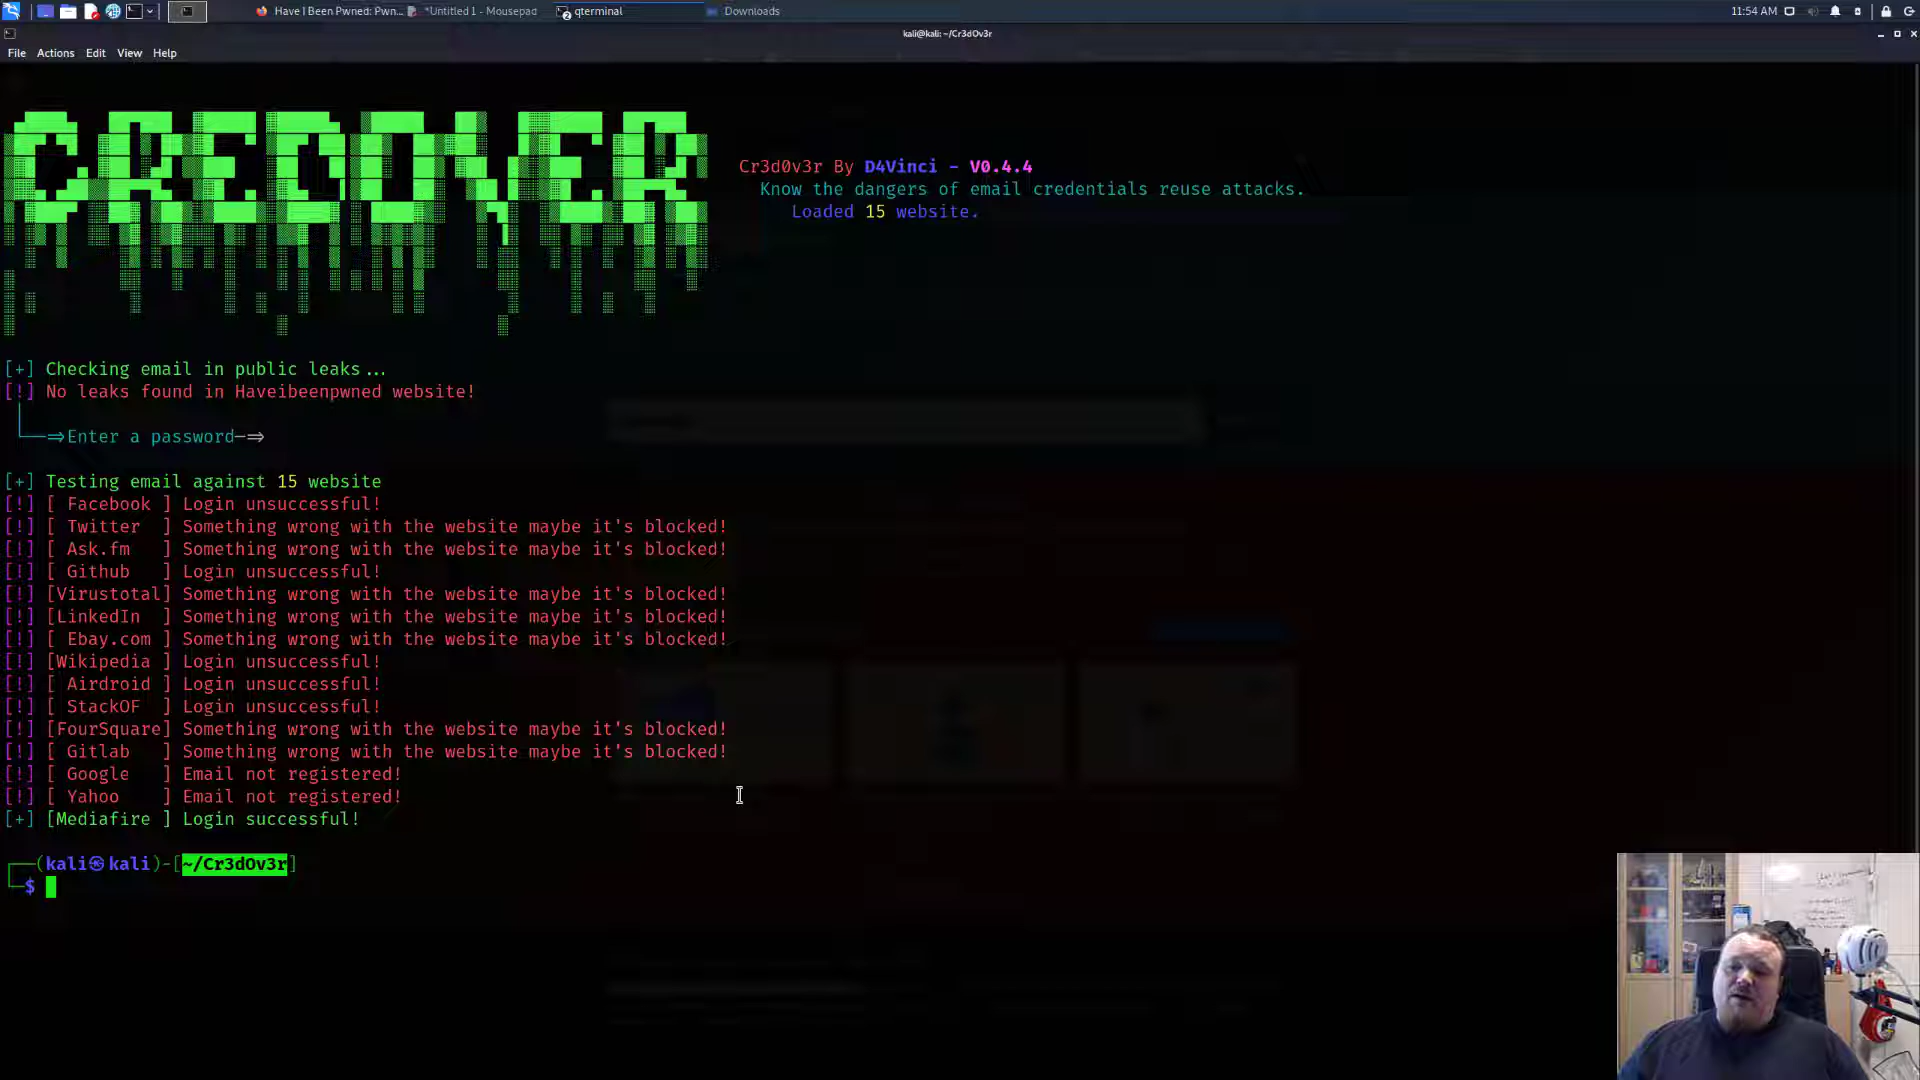 Have I Been Pwned: Pwn...
*Untitled 1 - Mousepad
qterminal
Downloads
11:54 AM
kali@kali: ~/Cr3dOv3r
File Actions Edit View Help
CREDOVER
Cr3d0v3r By D4Vinci - V0.4.4
Know the dangers of email credentials reuse attacks.
Loaded 15 website.
[+] Checking email in public leaks...
[!] No leaks found in Haveibeenpwned website!
└──=>Enter a password─=>
[+] Testing email against 15 website
[!] [ Facebook ] Login unsuccessful!
[!] [ Twitter ] Something wrong with the website maybe it's blocked!
[!] [ Ask.fm ] Something wrong with the website maybe it's blocked!
[!] [ Github ] Login unsuccessful!
[!] [Virustotal] Something wrong with the website maybe it's blocked!
[!] [LinkedIn ] Something wrong with the website maybe it's blocked!
[!] [ Ebay.com ] Something wrong with the website maybe it's blocked!
[!] [Wikipedia ] Login unsuccessful!
[!] [ Airdroid ] Login unsuccessful!
[!] [ StackOF ] Login unsuccessful!
[!] [FourSquare] Something wrong with the website maybe it's blocked!
[!] [ Gitlab ] Something wrong with the website maybe it's blocked!
[!] [ Google ] Email not registered!
[!] [ Yahoo ] Email not registered!
[+] [Mediafire ] Login successful!
┌──(kali㉿kali)-[~/Cr3dOv3r]
└─$